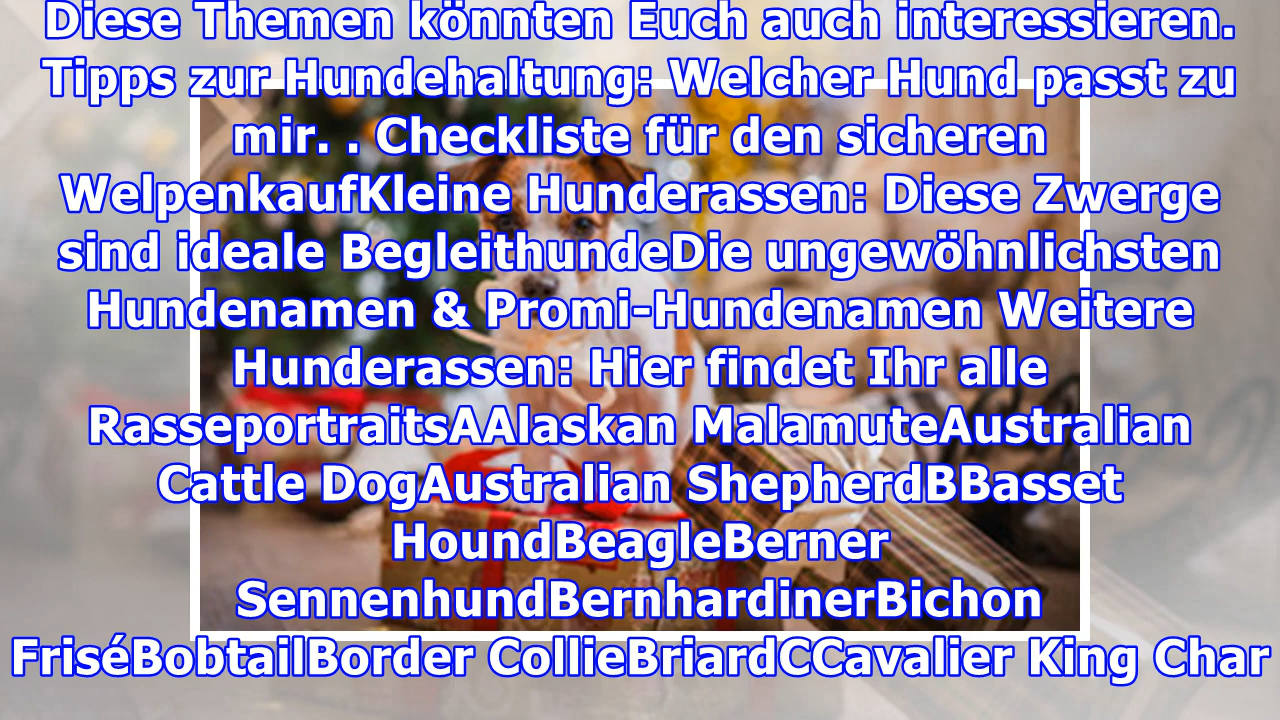 Diese Themen könnten Euch auch interessieren.
Tipps zur Hundehaltung: Welcher Hund passt zu
mir. . Checkliste für den sicheren
WelpenkaufKleine Hunderassen: Diese Zwerge
sind ideale BegleithundeDie ungewöhnlichsten
Hundenamen & Promi-Hundenamen Weitere
Hunderassen: Hier findet Ihr alle
RasseportraitsAAlaskan MalamuteAustralian
Cattle DogAustralian ShepherdBBasset
HoundBeagleBerner
SennenhundBernhardinerBichon
FriséBobtailBorder CollieBriardCCavalier King Char